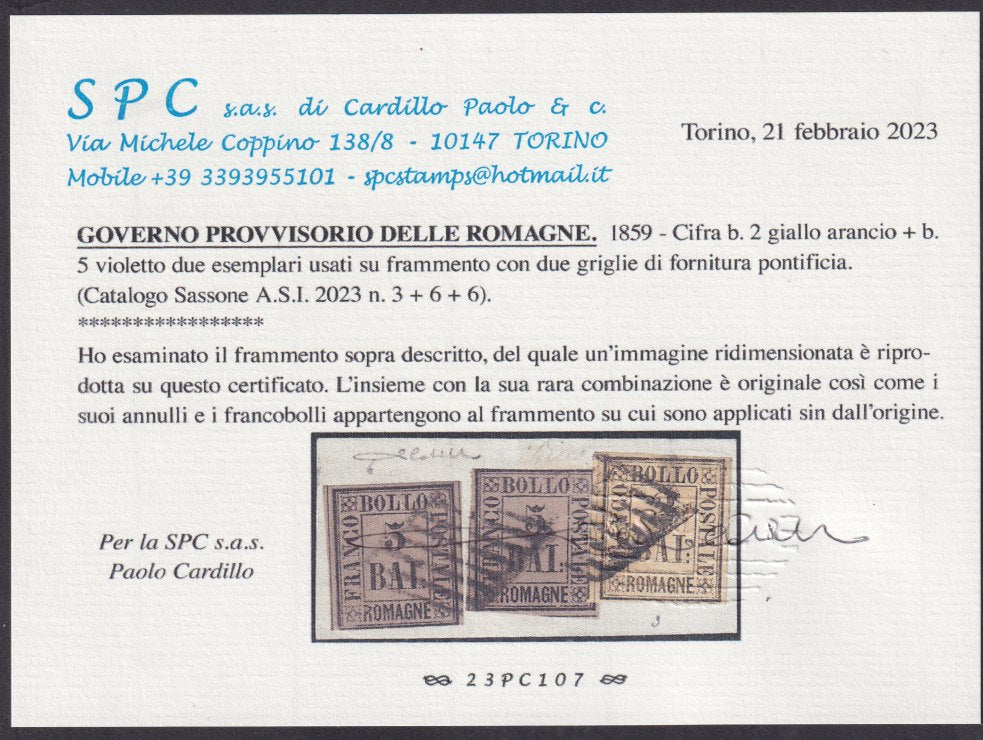 SPC s.a.s. di Cardillo Paolo & c.
Via Michele Coppino 138/8 - 10147 TORINO
Mobile +39 3393955101 - spcstamps@hotmail.it
Torino, 21 febbraio 2023
GOVERNO PROVVISORIO DELLE ROMAGNE. 1859 - Cifra b. 2 giallo arancio + b.
5 violetto due esemplari usati su frammento con due griglie di fornitura pontificia.
(Catalogo Sassone A.S.I. 2023 n. 3 + 6 + 6).
*****************
Ho esaminato il frammento sopra descritto, del quale un'immagine ridimensionata è ripro-
dotta su questo certificato. L'insieme con la sua rara combinazione è originale così come i
suoi annulli e i francobolli appartengono al frammento su cui sono applicati sin dall'origine.
Per la SPC s.a.s.
Paolo Cardillo
FRANCO
BOLLO
POSTALE
5
BAI.
ROMAGNE
FRANCO
BOLLO
POSTALE
5
BAI.
ROMAGNE
FRANCO
BOLLO
POSTALE
BAI.
ROMAGNE
23PC107